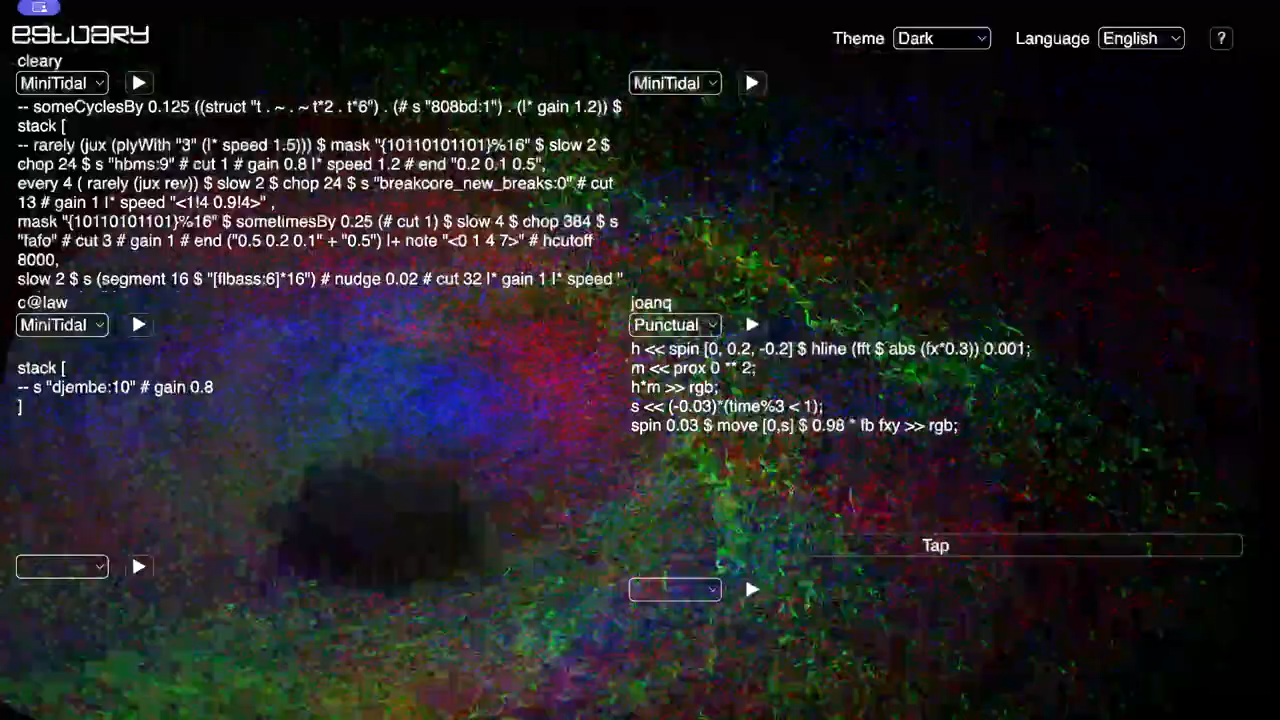 estuary
Theme Dark Language English ?
cleary
MiniTidal
-- someCyclesBy 0.125 ((struct "t . ~ . ~ t*2 . t*6") . (# s "808bd:1") . (|* gain 1.2)) $
stack [
-- rarely (jux (plyWith "3" (|* speed 1.5))) $ mask "{10110101101}%16" $ slow 2 $
chop 24 $ s "hbms:9" # cut 1 # gain 0.8 |* speed 1.2 # end "0.2 0.1 0.5",
every 4 ( rarely (jux rev)) $ slow 2 $ chop 24 $ s "breakcore_new_breaks:0" # cut
13 # gain 1 |* speed "<1!4 0.9!4>" ,
mask "{10110101101}%16" $ sometimesBy 0.25 (# cut 1) $ slow 4 $ chop 384 $ s
"fafo" # cut 3 # gain 1 # end ("0.5 0.2 0.1" + "0.5") |+ note "<0 1 4 7>" # hcutoff
8000,
slow 2 $ s (segment 16 $ "[flbass:6]*16") # nudge 0.02 # cut 32 |* gain 1 |* speed "
MiniTidal
c@law
MiniTidal
stack [
-- s "djembe:10" # gain 0.8
]
joanq
Punctual
h << spin [0, 0.2, -0.2] $ hline (fft $ abs (fx*0.3)) 0.001;
m << prox 0 ** 2;
h*m >> rgb;
s << (-0.03)*(time%3 < 1);
spin 0.03 $ move [0,s] $ 0.98 * fb fxy >> rgb;
Tap